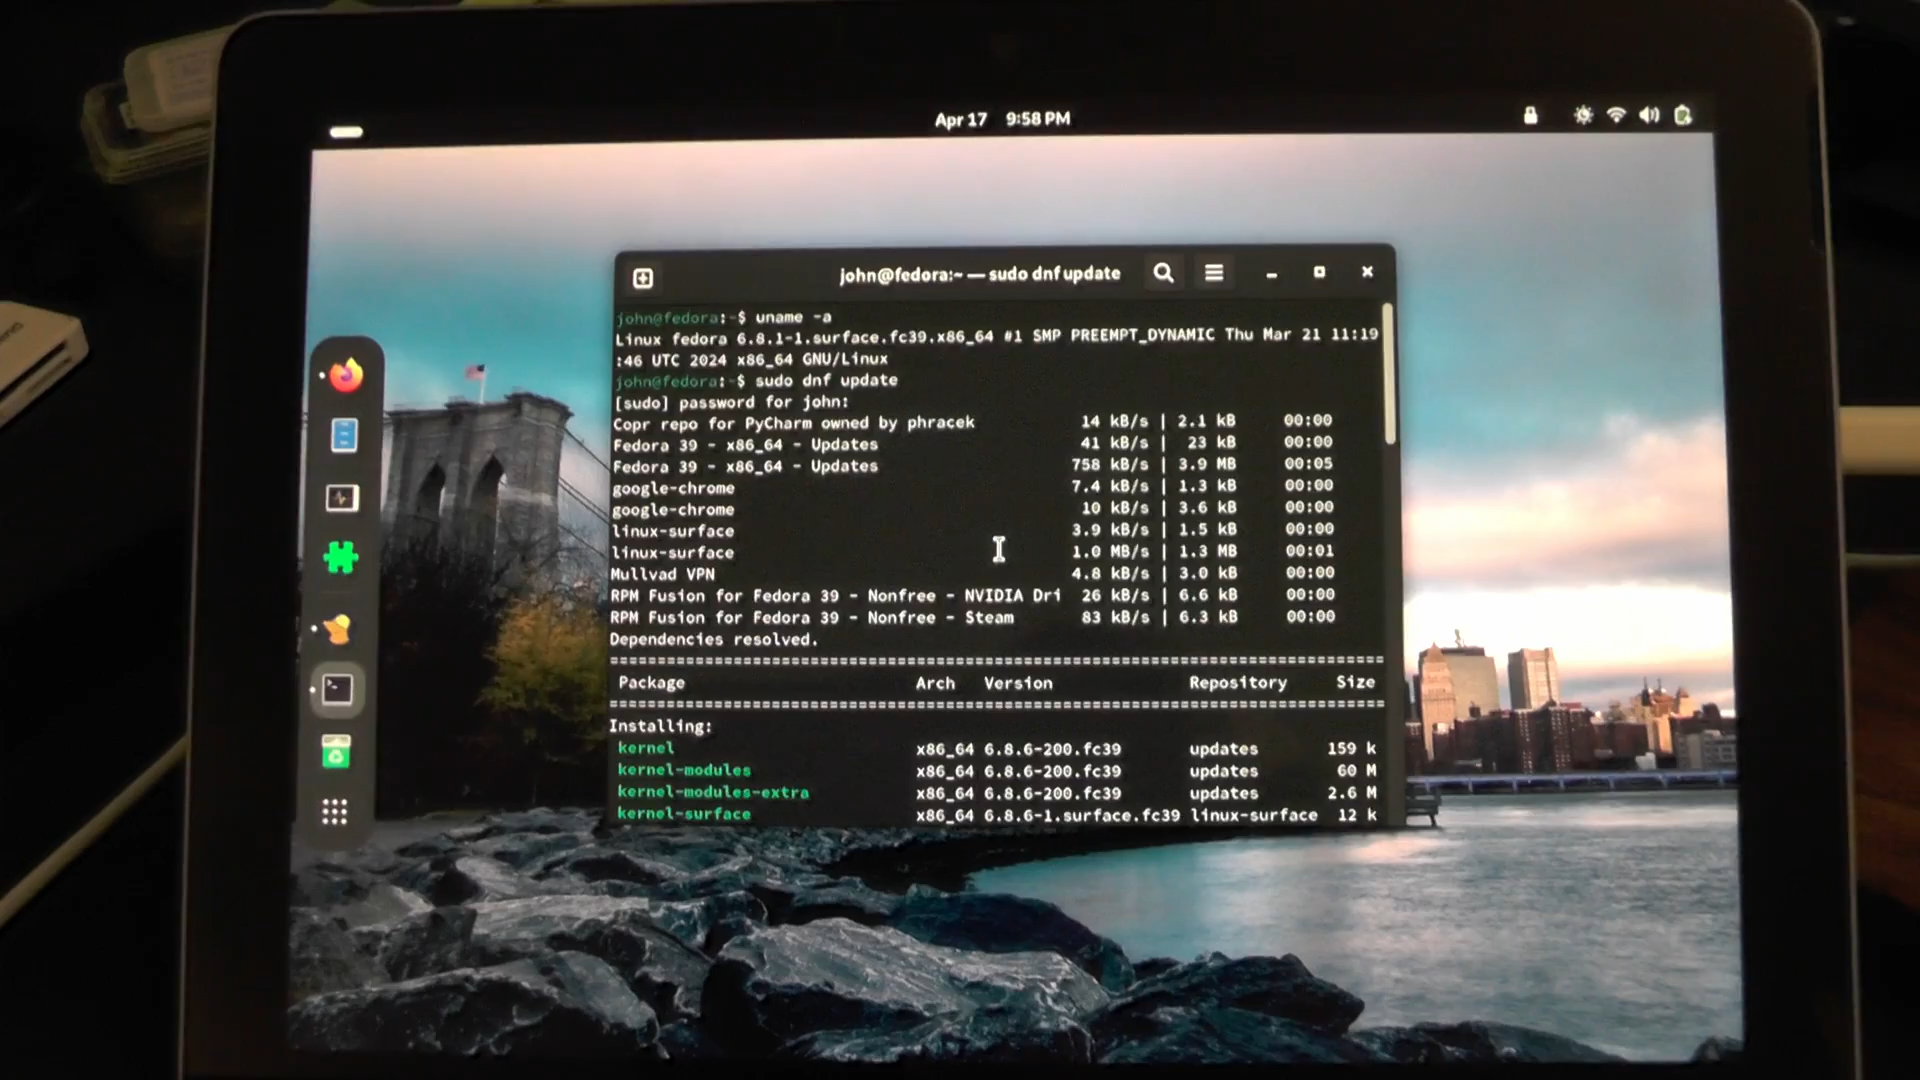 Apr 17 9:58 PM
john@fedora:~ — sudo dnf update
john@fedora:~$ uname -a
Linux fedora 6.8.1-1.surface.fc39.x86_64 #1 SMP PREEMPT_DYNAMIC Thu Mar 21 11:19
:46 UTC 2024 x86_64 GNU/Linux
john@fedora:~$ sudo dnf update
[sudo] password for john:
Copr repo for PyCharm owned by phracek 14 kB/s | 2.1 kB 00:00
Fedora 39 - x86_64 - Updates 41 kB/s | 23 kB 00:00
Fedora 39 - x86_64 - Updates 758 kB/s | 3.9 MB 00:05
google-chrome 7.4 kB/s | 1.3 kB 00:00
google-chrome 10 kB/s | 3.6 kB 00:00
linux-surface 3.9 kB/s | 1.5 kB 00:00
linux-surface 1.0 MB/s | 1.3 MB 00:01
Mullvad VPN 4.8 kB/s | 3.0 kB 00:00
RPM Fusion for Fedora 39 - Nonfree - NVIDIA Dri 26 kB/s | 6.6 kB 00:00
RPM Fusion for Fedora 39 - Nonfree - Steam 83 kB/s | 6.3 kB 00:00
Dependencies resolved.
Package Arch Version Repository Size
Installing:
kernel x86_64 6.8.6-200.fc39 updates 159 k
kernel-modules x86_64 6.8.6-200.fc39 updates 60 M
kernel-modules-extra x86_64 6.8.6-200.fc39 updates 2.6 M
kernel-surface x86_64 6.8.6-1.surface.fc39 linux-surface 12 k